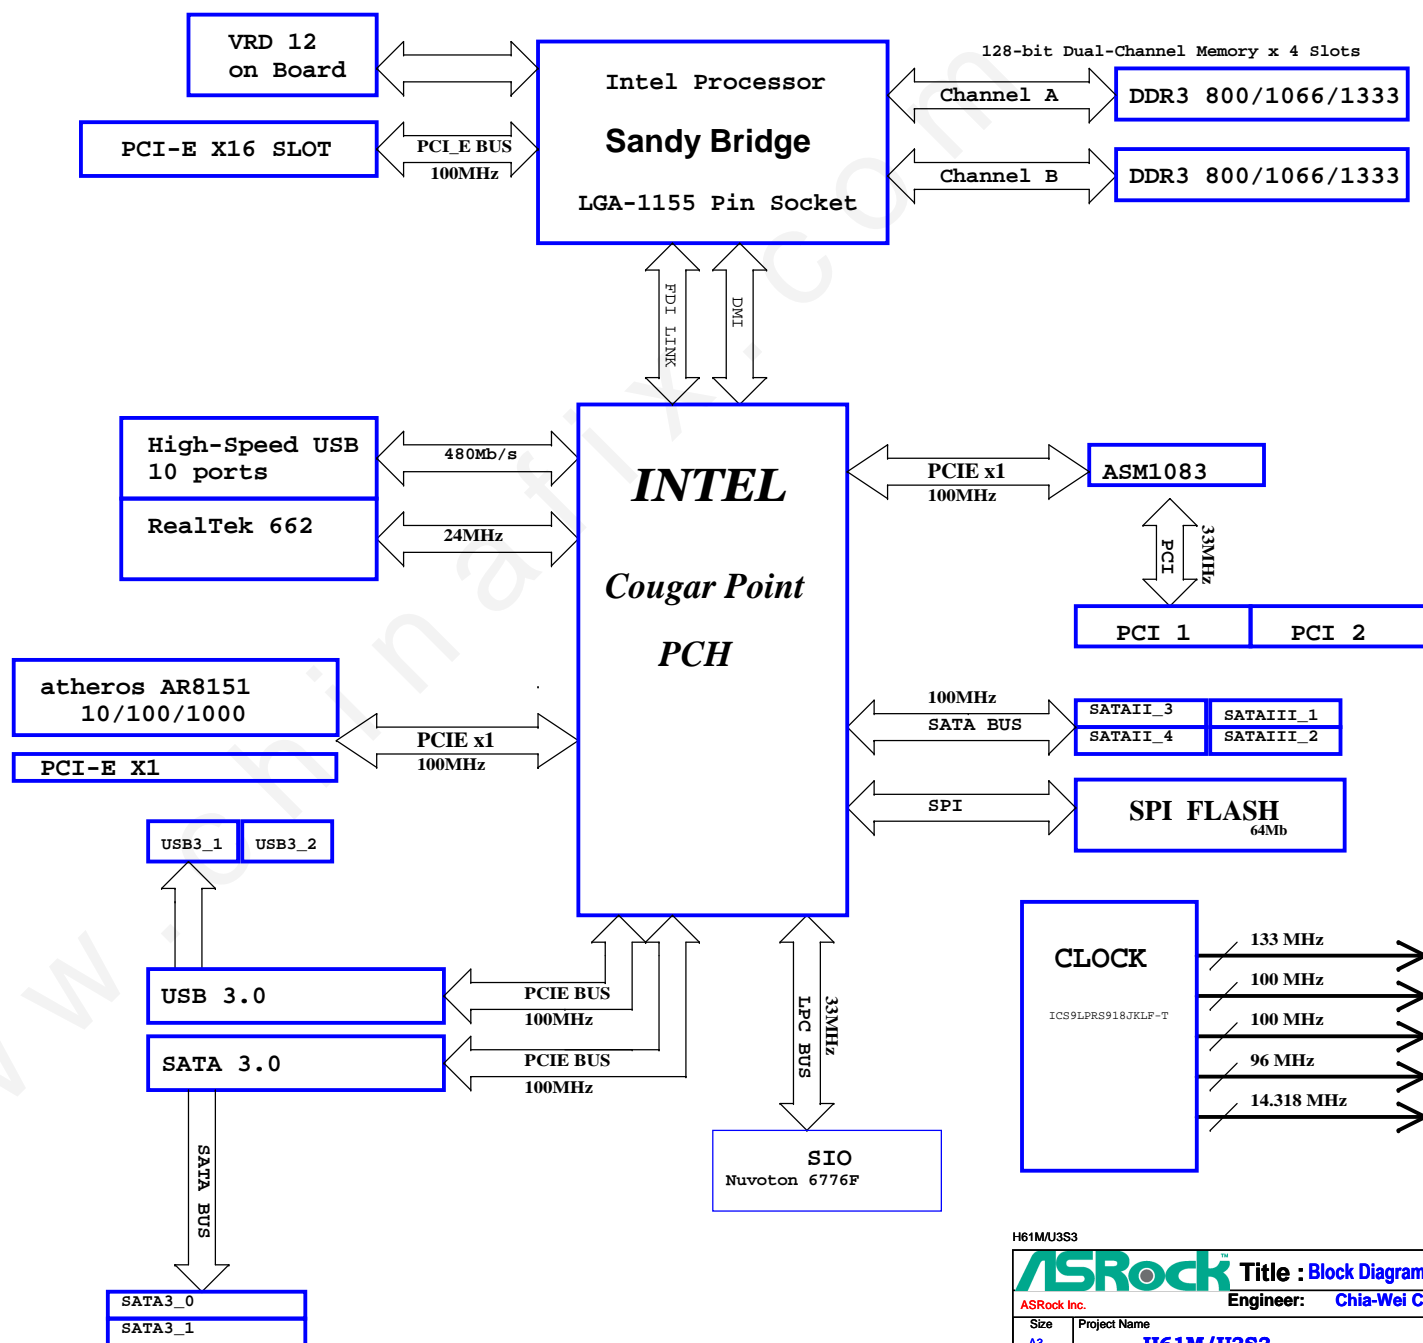 VRD 12
on Board
128-bit Dual-Channel Memory x 4 Slots
Intel Processor
Sandy Bridge
LGA-1155 Pin Socket
Channel A
DDR3 800/1066/1333
PCI-E X16 SLOT
PCI_E BUS
100MHz
Channel B
DDR3 800/1066/1333
FDI LINK
DMI
High-Speed USB
10 ports
480Mb/s
RealTek 662
24MHz
INTEL
Cougar Point
PCH
PCIE x1
100MHz
ASM1083
PCI
33MHz
PCI 1
PCI 2
atheros AR8151
10/100/1000
PCI-E X1
PCIE x1
100MHz
100MHz
SATA BUS
SATAII_3
SATAIII_1
SATAII_4
SATAIII_2
SPI
SPI FLASH
64Mb
USB3_1
USB3_2
USB 3.0
PCIE BUS
100MHz
SATA 3.0
PCIE BUS
100MHz
LPC BUS
33MHz
CLOCK
ICS9LPRS918JKLF-T
133 MHz
100 MHz
100 MHz
96 MHz
14.318 MHz
SATA BUS
SIO
Nuvoton 6776F
SATA3_0
SATA3_1
H61M/U3S3
ASRock™
Title : Block Diagram
ASRock Inc.
Engineer: Chia-Wei C
Size
Project Name
A3
H61M/U3S3
w w . c h i n a f i x . c o m